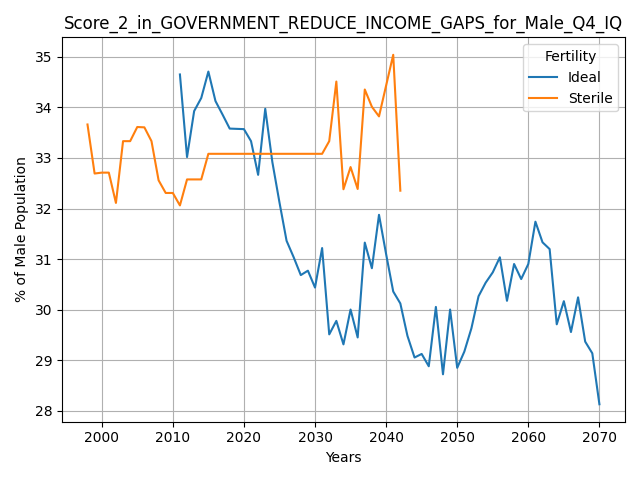 Score_2_in_GOVERNMENT_REDUCE_INCOME_GAPS_for_Male_Q4_IQ
Fertility
Ideal
Sterile
% of Male Population
35
34
33
32
31
30
29
28
2000
2010
2020
2030
2040
2050
2060
2070
Years